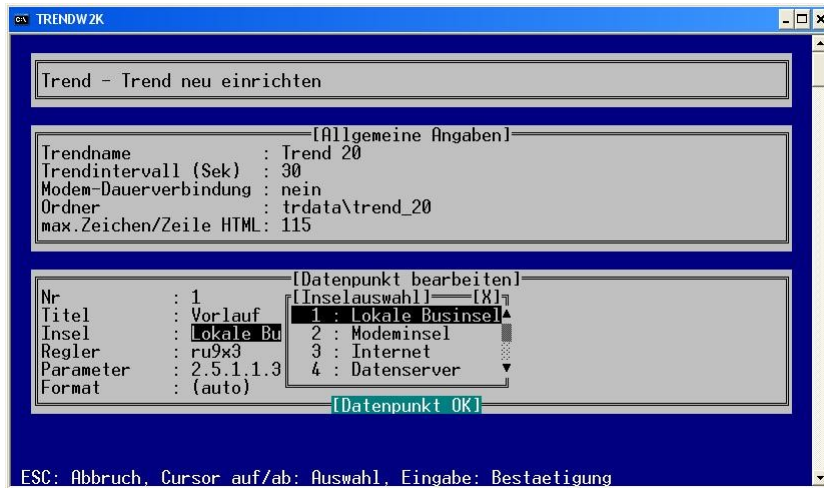 TRENDW2K
Trend - Trend neu einrichten
[Allgemeine Angaben]
Trendname : Trend 20
Trendintervall (Sek) : 30
Modem-Dauerverbindung : nein
Ordner : trdata\trend_20
max.Zeichen/Zeile HTML: 115
[Datenpunkt bearbeiten]
Nr : 1
[Inselauswahl] [X]
Titel : Vorlauf
1 : Lokale Businsel
Insel : Lokale Bu
2 : Modeminsel
Regler : ru9x3
3 : Internet
Parameter : 2.5.1.1.3
4 : Datenserver
Format : (auto)
[Datenpunkt OK]
ESC: Abbruch, Cursor auf/ab: Auswahl, Eingabe: Bestaetigung